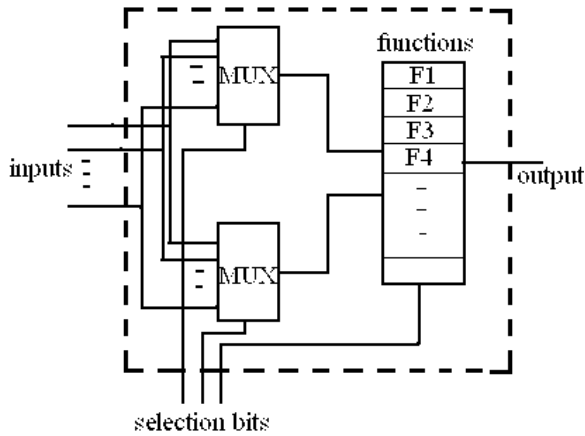 functions
MUX
F1
F2
F3
F4
inputs
output
MUX
selection bits